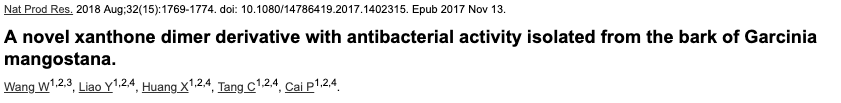 Nat Prod Res. 2018 Aug;32(15):1769-1774. doi: 10.1080/14786419.2017.1402315. Epub 2017 Nov 13.
A novel xanthone dimer derivative with antibacterial activity isolated from the bark of Garcinia
mangostana.
Wang W1,2,3, Liao Y1,2,4, Huang X1,2,4, Tang C1,2,4, Cai P1,2,4.